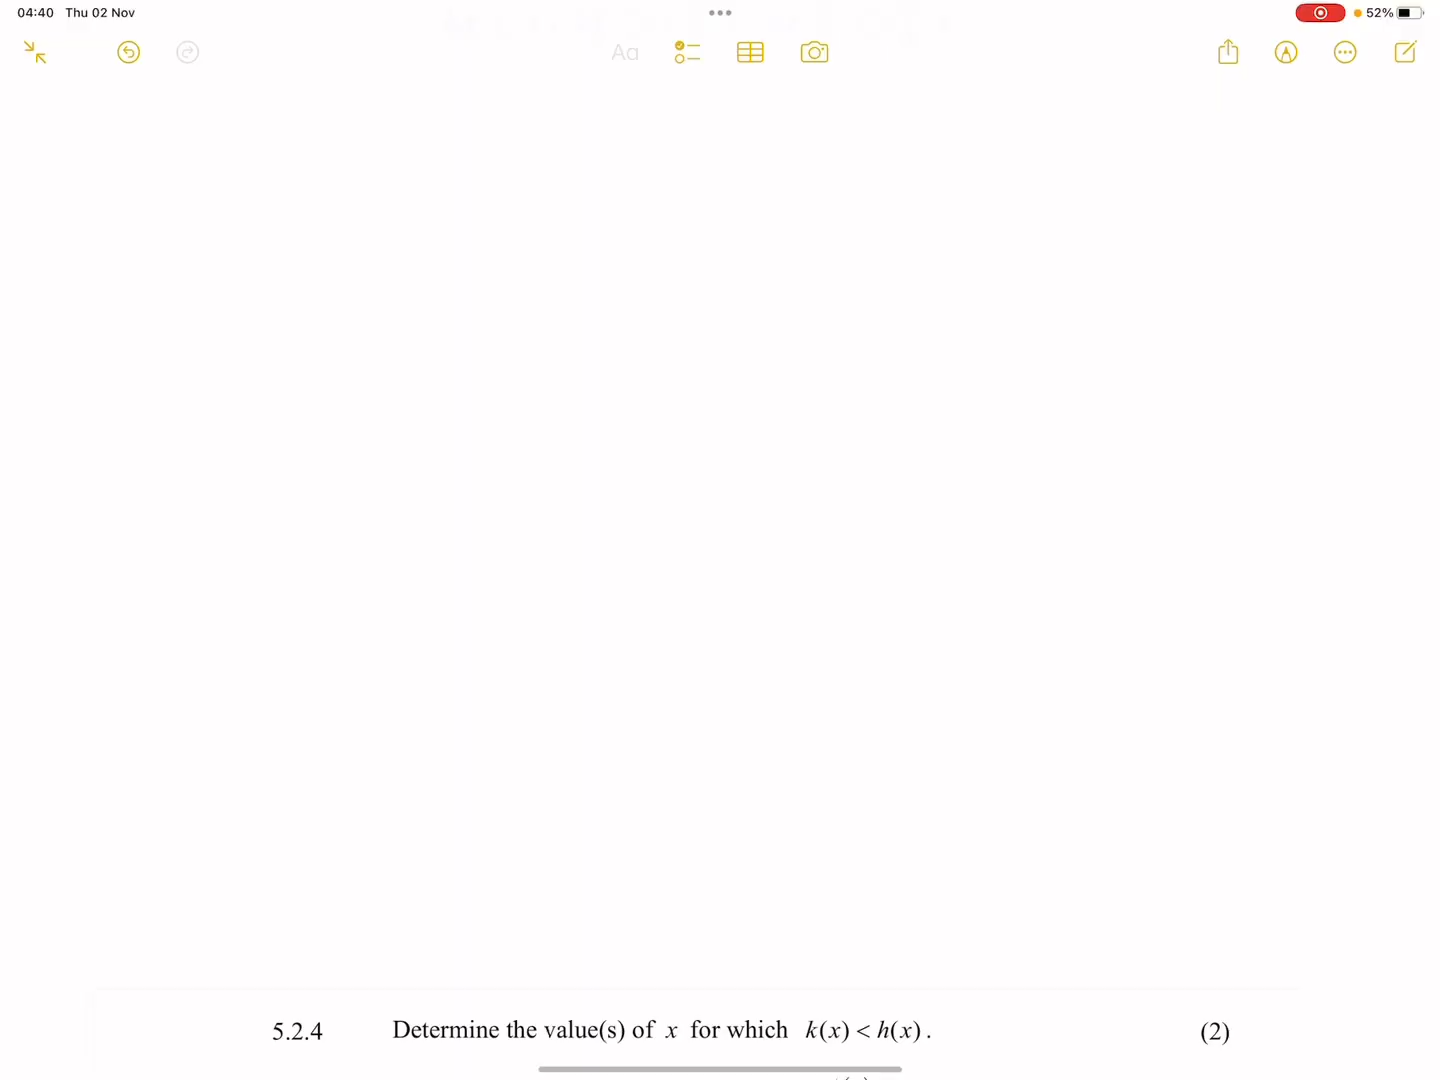 04:40 Thu 02 Nov
52%
Aa
5.2.4 Determine the value(s) of x for which k(x) < h(x). (2)